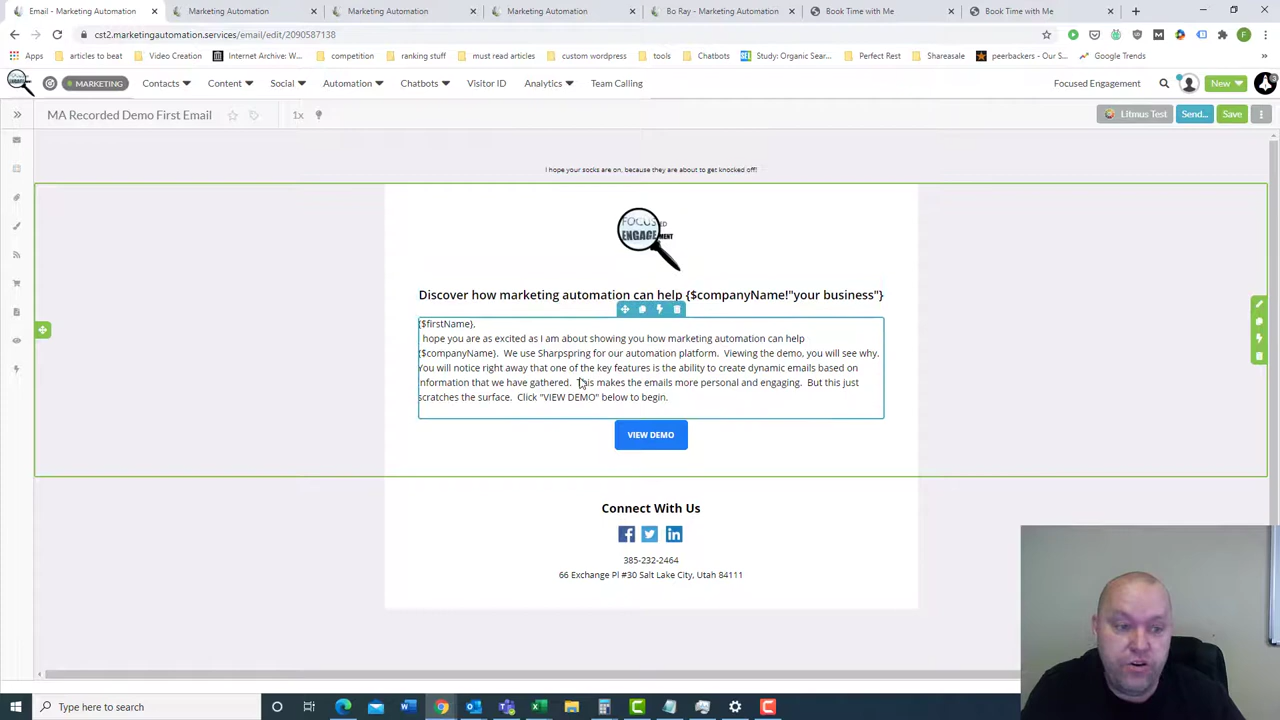 Email - Marketing Automation
Marketing Automation
Marketing Automation
Marketing Automation
Bo Ray - Marketing Automation
Book Time with Me
Book Time with Me
cst2.marketingautomation.services/email/edit/2090587138
Apps
articles to beat
Video Creation
Internet Archive: W...
competition
ranking stuff
must read articles
custom wordpress
tools
Chatbots
Study: Organic Sear...
Perfect Rest
Shareasale
peerbackers - Our S...
Google Trends
MARKETING
Contacts
Content
Social
Automation
Chatbots
Visitor ID
Analytics
Team Calling
Focused Engagement
New
MA Recorded Demo First Email
1x
Litmus Test
Send...
Save
I hope your socks are on, because they are about to get knocked off!
FOCUSED
ENGAGEMENT
Discover how marketing automation can help {$companyName!"your business"}
{$firstName},
hope you are as excited as I am about showing you how marketing automation can help
{$companyName}. We use Sharpspring for our automation platform. Viewing the demo, you will see why.
You will notice right away that one of the key features is the ability to create dynamic emails based on
information that we have gathered. This makes the emails more personal and engaging. But this just
scratches the surface. Click "VIEW DEMO" below to begin.
VIEW DEMO
Connect With Us
385-232-2464
66 Exchange Pl #30 Salt Lake City, Utah 84111
Type here to search